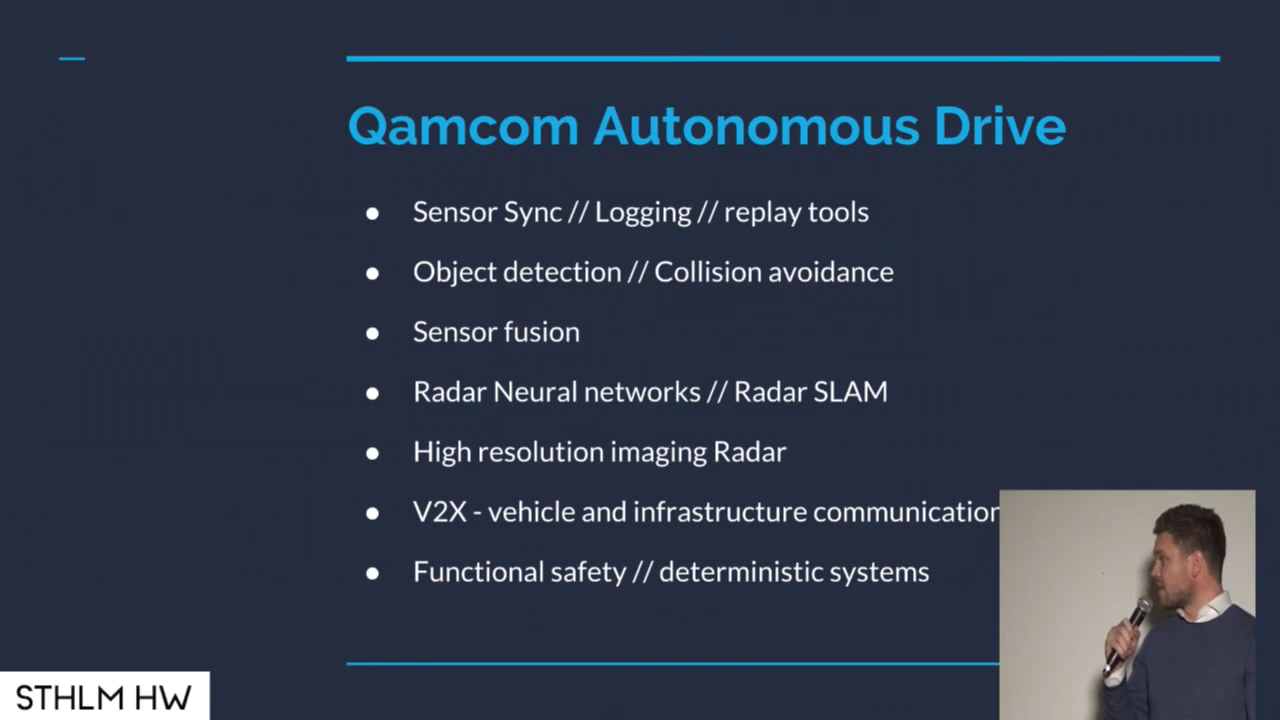 Qamcom Autonomous Drive
Sensor Sync // Logging // replay tools
Object detection // Collision avoidance
Sensor fusion
Radar Neural networks // Radar SLAM
High resolution imaging Radar
V2X - vehicle and infrastructure communication
Functional safety // deterministic systems
STHLM HW